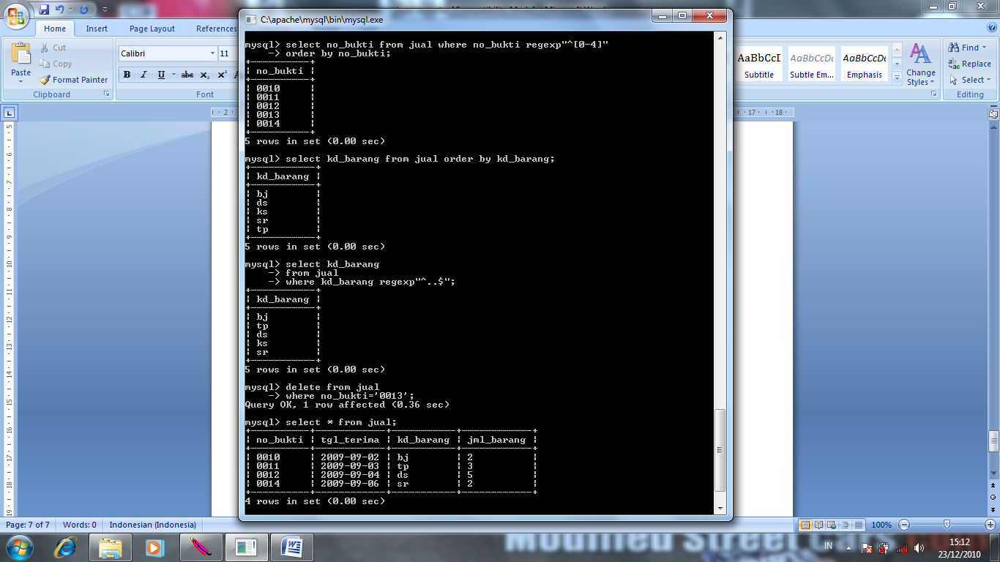 Home
Insert
Page Layout
References
Cut
Copy
Format Painter
Paste
Clipboard
Calibri
11
B I U abc x₂ x²
Font
AaBbCcI
AaBbCcDc
AaBbCcDc
Subtitle
Subtle Em...
Emphasis
Change
Styles
Find
Replace
Select
Editing
C:\apache\mysql\bin\mysql.exe
mysql> select no_bukti from jual where no_bukti regexp"^[0-4]"
-> order by no_bukti;
+----------+
| no_bukti |
+----------+
| 0010     |
| 0011     |
| 0012     |
| 0013     |
| 0014     |
+----------+
5 rows in set (0.00 sec)
mysql> select kd_barang from jual order by kd_barang;
+-----------+
| kd_barang |
+-----------+
| bj        |
| ds        |
| ks        |
| sr        |
| tp        |
+-----------+
5 rows in set (0.00 sec)
mysql> select kd_barang
-> from jual
-> where kd_barang regexp"^..$";
+-----------+
| kd_barang |
+-----------+
| bj        |
| tp        |
| ds        |
| ks        |
| sr        |
+-----------+
5 rows in set (0.00 sec)
mysql> delete from jual
-> where no_bukti='0013';
Query OK, 1 row affected (0.36 sec)
mysql> select * from jual;
+----------+------------+-----------+------------+
| no_bukti | tgl_terima | kd_barang | jml_barang |
+----------+------------+-----------+------------+
| 0010     | 2009-09-02 | bj        | 2          |
| 0011     | 2009-09-03 | tp        | 3          |
| 0012     | 2009-09-04 | ds        | 5          |
| 0014     | 2009-09-06 | sr        | 2          |
+----------+------------+-----------+------------+
4 rows in set (0.00 sec)
Page: 7 of 7
Words: 0
Indonesian (Indonesia)
100%
Modified Street Cars
IN
15:12
23/12/2010